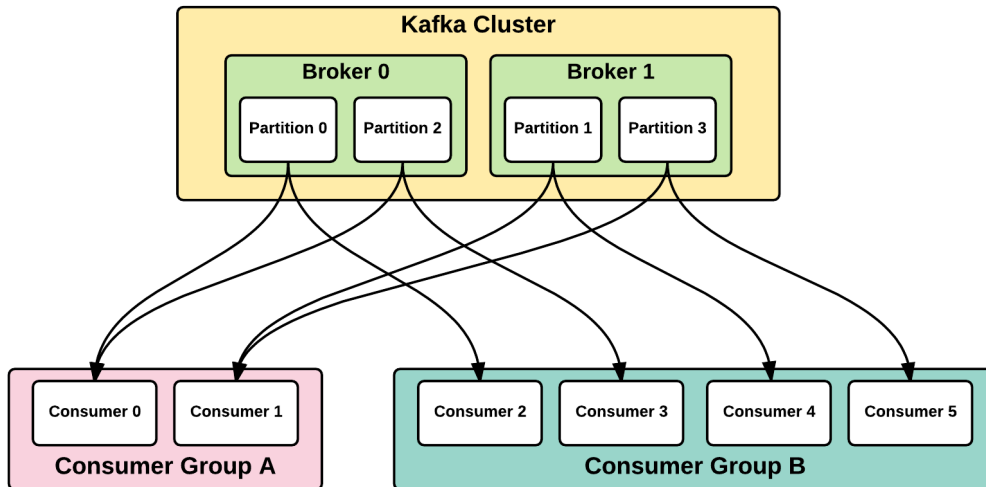 Kafka Cluster
Broker 0
Broker 1
Partition 0
Partition 2
Partition 1
Partition 3
Consumer 0
Consumer 1
Consumer 2
Consumer 3
Consumer 4
Consumer 5
Consumer Group A
Consumer Group B